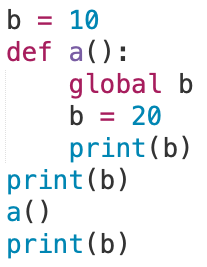 b = 10
def a():
    global b
    b = 20
    print(b)
print(b)
a()
print(b)